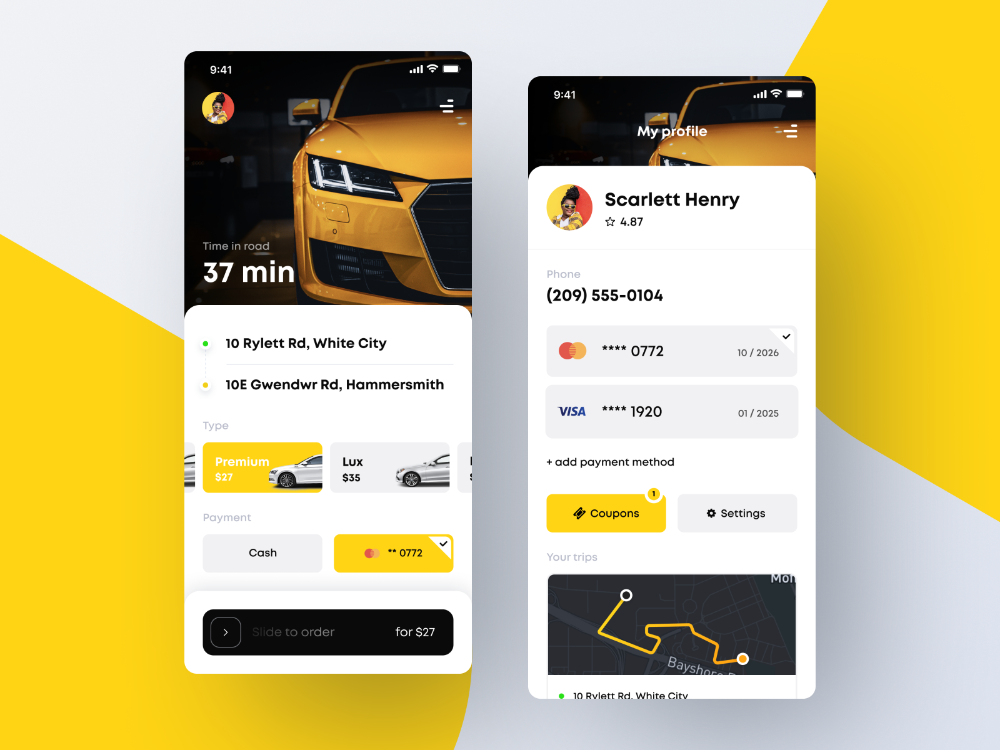 9:41
Time in road
37 min
10 Rylett Rd, White City
10E Gwendwr Rd, Hammersmith
Type
Premium
$27
Lux
$35
Payment
Cash
** 0772
Slide to order
for $27
9:41
My profile
Scarlett Henry
4.87
Phone
(209) 555-0104
**** 0772
10 / 2026
VISA
**** 1920
01 / 2025
+ add payment method
1
Coupons
Settings
Your trips
Bayshore
10 Rylett Rd, White City